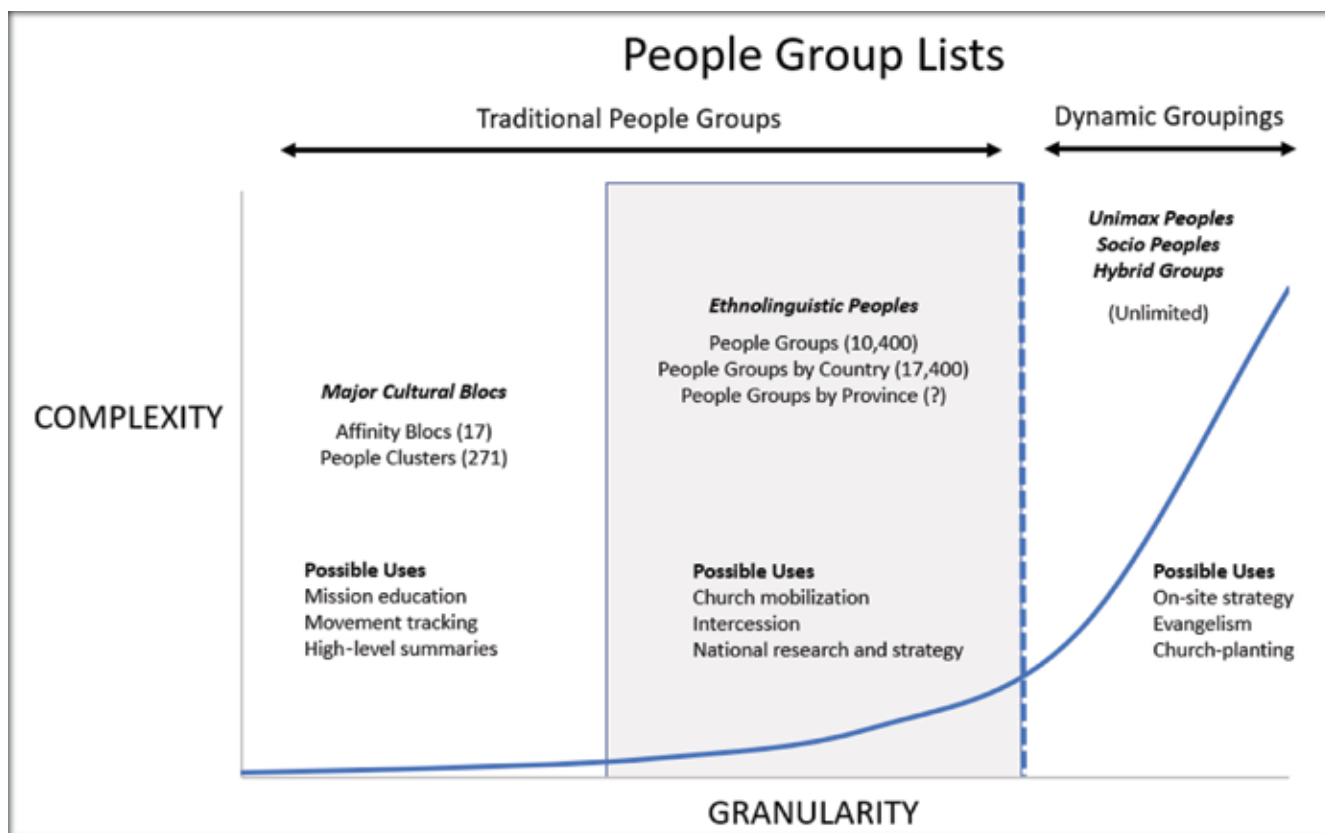 People Group Lists
Traditional People Groups
Dynamic Groupings
COMPLEXITY
Major Cultural Blocs
Affinity Blocs (17)
People Clusters (271)
Possible Uses
Mission education
Movement tracking
High-level summaries
Ethnolinguistic Peoples
People Groups (10,400)
People Groups by Country (17,400)
People Groups by Province (?)
Possible Uses
Church mobilization
Intercession
National research and strategy
Unimax Peoples
Socio Peoples
Hybrid Groups
(Unlimited)
Possible Uses
On-site strategy
Evangelism
Church-planting
GRANULARITY